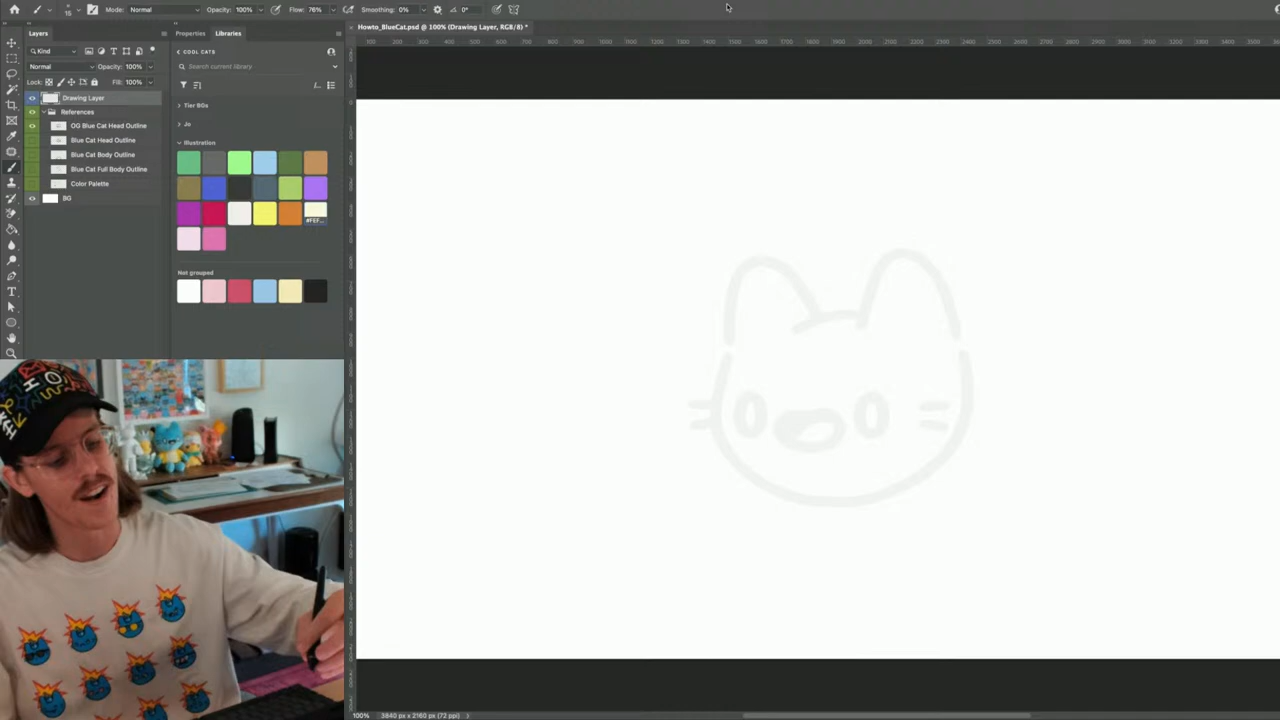 15 Mode: Normal Opacity: 100% Flow: 76% Smoothing: 0% 0°
Layers
Properties Libraries
Howto_BlueCat.psd @ 100% (Drawing Layer, RGB/8) *
Kind
COOL CATS
Search current library
Normal Opacity: 100%
Lock: Fill: 100%
Drawing Layer
References
OG Blue Cat Head Outline
Blue Cat Head Outline
Blue Cat Body Outline
Blue Cat Full Body Outline
Color Palette
BG
Tier BGs
Jo
Illustration
#FEF...
Not grouped
100% 3840 px x 2160 px (72 ppi)